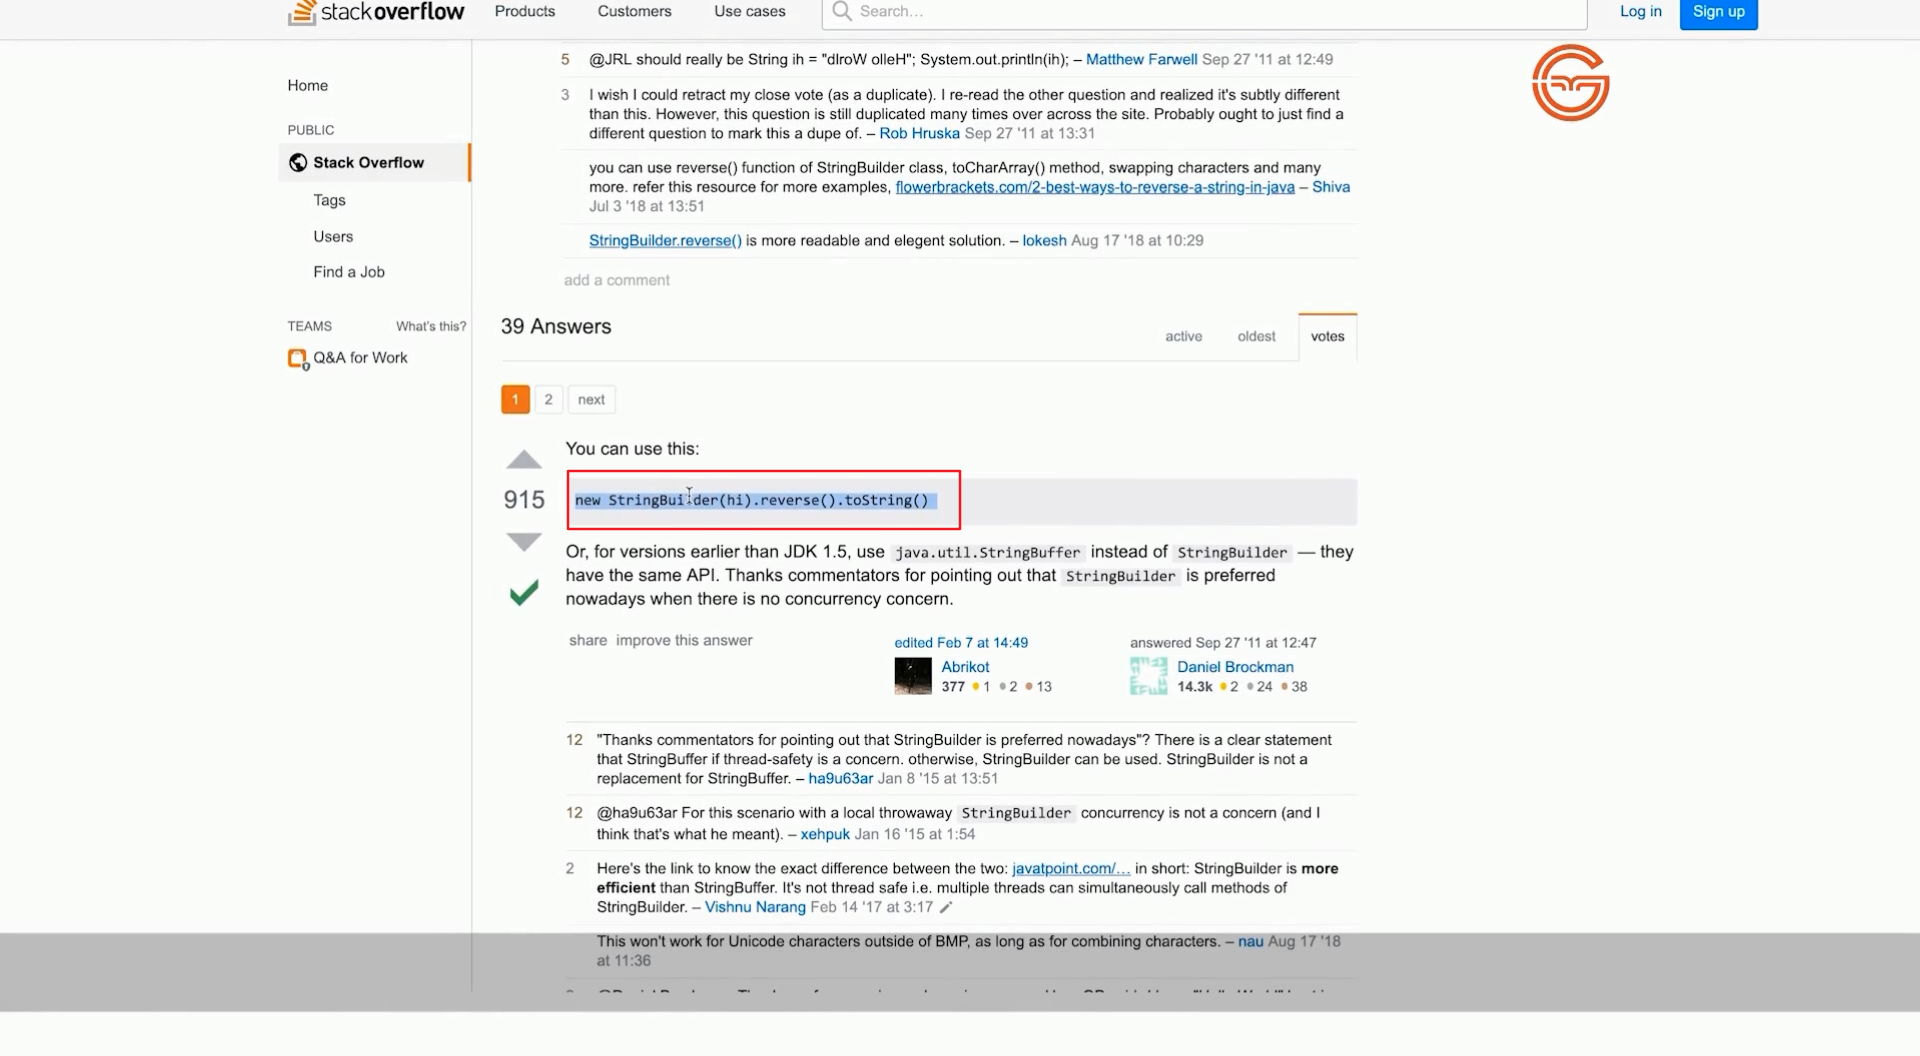 stackoverflow Products Customers Use cases Search... Log in Sign up
Home
PUBLIC
Stack Overflow
Tags
Users
Find a Job
TEAMS What's this?
Q&A for Work
5 @JRL should really be String ih = "dlroW olleH"; System.out.println(ih); – Matthew Farwell Sep 27 '11 at 12:49
3 I wish I could retract my close vote (as a duplicate). I re-read the other question and realized it's subtly different
than this. However, this question is still duplicated many times over across the site. Probably ought to just find a
different question to mark this a dupe of. – Rob Hruska Sep 27 '11 at 13:31
you can use reverse() function of StringBuilder class, toCharArray() method, swapping characters and many
more. refer this resource for more examples, flowerbrackets.com/2-best-ways-to-reverse-a-string-in-java – Shiva
Jul 3 '18 at 13:51
StringBuilder.reverse() is more readable and elegent solution. – lokesh Aug 17 '18 at 10:29
add a comment
39 Answers
active oldest votes
1 2 next
You can use this:
915
new StringBuilder(hi).reverse().toString()
Or, for versions earlier than JDK 1.5, use java.util.StringBuffer instead of StringBuilder — they
have the same API. Thanks commentators for pointing out that StringBuilder is preferred
nowadays when there is no concurrency concern.
share improve this answer
edited Feb 7 at 14:49
Abrikot
377 1 2 13
answered Sep 27 '11 at 12:47
Daniel Brockman
14.3k 2 24 38
12 "Thanks commentators for pointing out that StringBuilder is preferred nowadays"? There is a clear statement
that StringBuffer if thread-safety is a concern. otherwise, StringBuilder can be used. StringBuilder is not a
replacement for StringBuffer. – ha9u63ar Jan 8 '15 at 13:51
12 @ha9u63ar For this scenario with a local throwaway StringBuilder concurrency is not a concern (and I
think that's what he meant). – xehpuk Jan 16 '15 at 1:54
2 Here's the link to know the exact difference between the two: javatpoint.com/... in short: StringBuilder is more
efficient than StringBuffer. It's not thread safe i.e. multiple threads can simultaneously call methods of
StringBuilder. – Vishnu Narang Feb 14 '17 at 3:17
This won't work for Unicode characters outside of BMP, as long as for combining characters. – nau Aug 17 '18
at 11:36